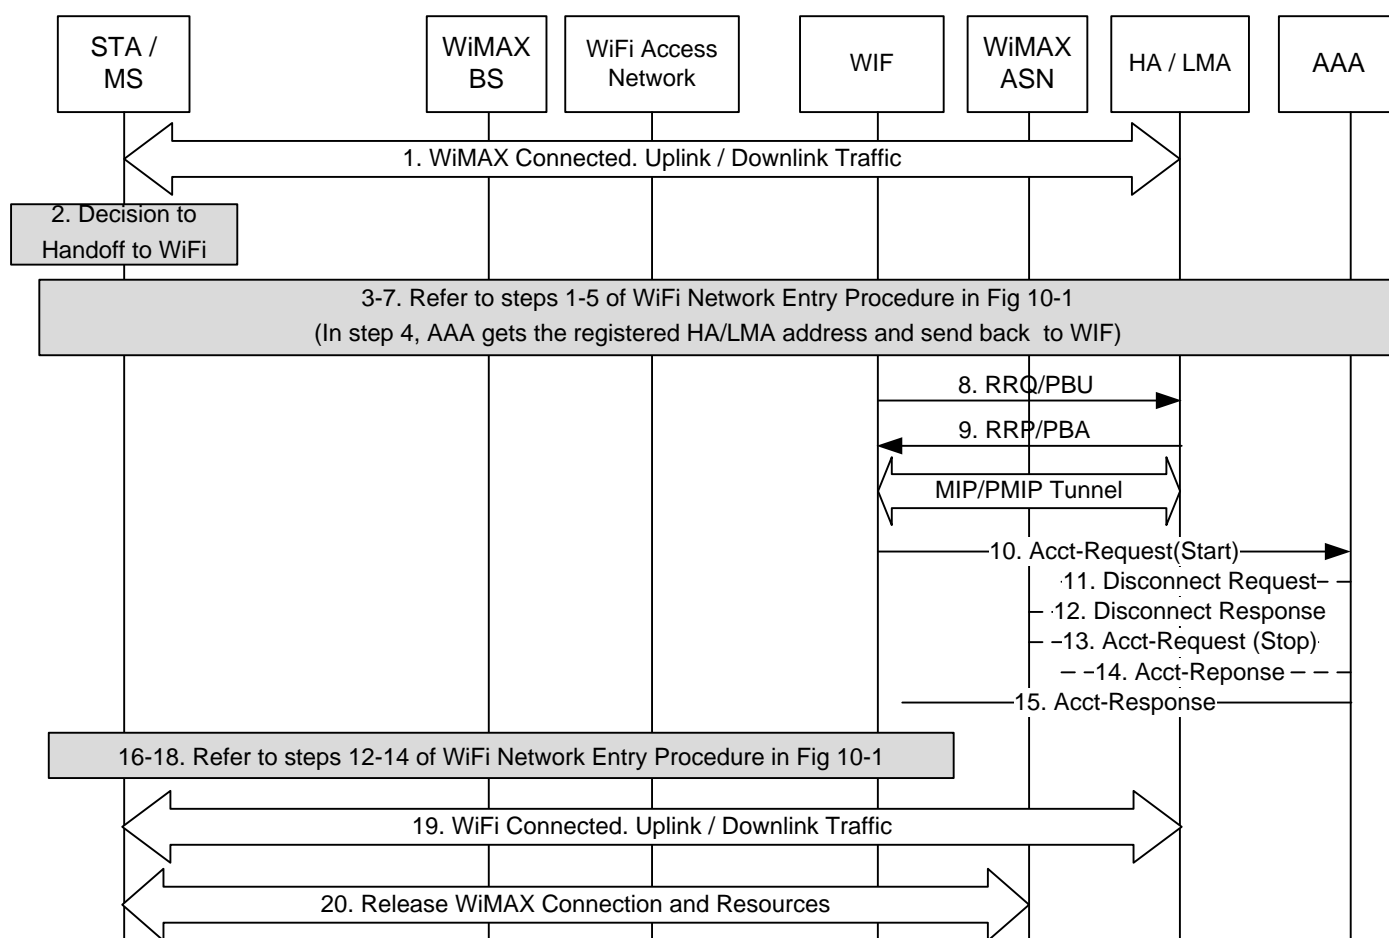 STA /
MS
WiMAX
BS
WiFi Access
Network
WIF
WiMAX
ASN
HA / LMA
AAA
1. WiMAX Connected. Uplink / Downlink Traffic
2. Decision to
Handoff to WiFi
3-7. Refer to steps 1-5 of WiFi Network Entry Procedure in Fig 10-1
(In step 4, AAA gets the registered HA/LMA address and send back to WIF)
8. RRQ/PBU
9. RRP/PBA
MIP/PMIP Tunnel
10. Acct-Request(Start)
11. Disconnect Request
12. Disconnect Response
13. Acct-Request (Stop)
14. Acct-Reponse
15. Acct-Response
16-18. Refer to steps 12-14 of WiFi Network Entry Procedure in Fig 10-1
19. WiFi Connected. Uplink / Downlink Traffic
20. Release WiMAX Connection and Resources